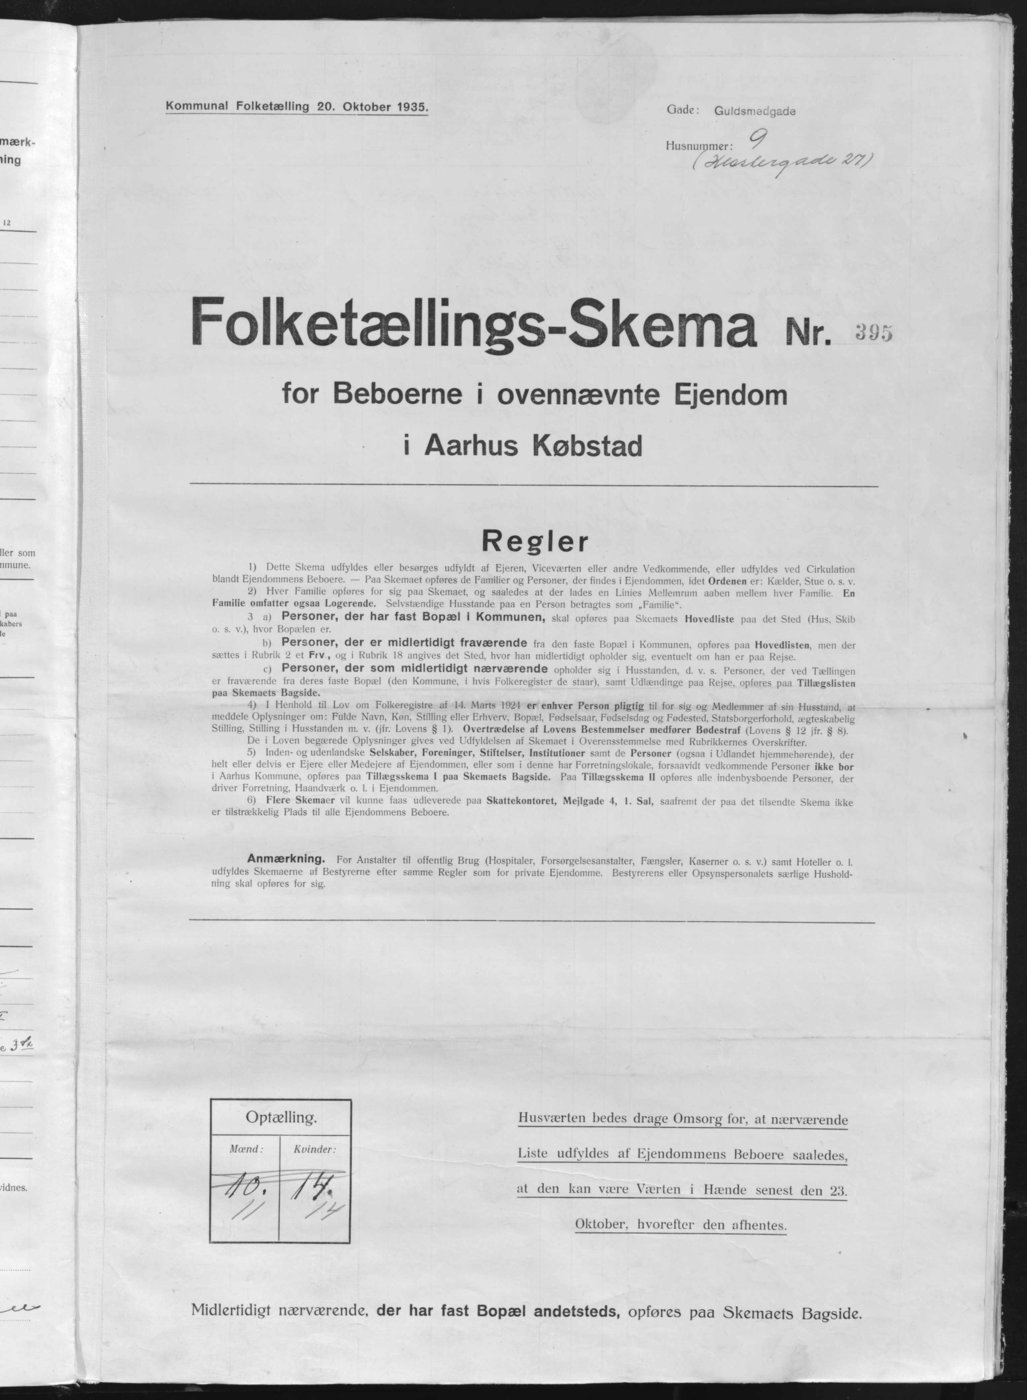 Kommunal Folketælling 20. Oktober 1935.
Gade: Guldsmedgade
Husnummer: 9
27)
mærk-
ning
12
ller som
mmune.
paa
kabers
le
3
vidnes.
Folketællings-Skema Nr. 395
for Beboerne i ovennævnte Ejendom
i Aarhus Købstad
Regler
1) Dette Skema udfyldes eller besørges udfyldt af Ejeren, Viceværten eller andre Vedkommende, eller udfyldes ved Cirkulation
blandt Ejendommens Beboere. — Paa Skemaet opføres de Familier og Personer, der findes i Ejendommen, idet Ordenen er: Kælder, Stue o. s. v.
2) Hver Familie opføres for sig paa Skemaet, og saaledes at der lades en Linies Mellemrum aaben mellem hver Familie. En
Familie omfatter ogsaa Logerende. Selvstændige Husstande paa en Person betragtes som „Familie“.
3 a) Personer, der har fast Bopæl i Kommunen, skal opføres paa Skemaets Hovedliste paa det Sted (Hus, Skib
o. s. v.), hvor Bopælen er.
b) Personer, der er midlertidigt fraværende fra den faste Bopæl i Kommunen, opføres paa Hovedlisten, men der
sættes i Rubrik 2 et Frv., og i Rubrik 18 angives det Sted, hvor han midlertidigt opholder sig, eventuelt om han er paa Rejse.
c) Personer, der som midlertidigt nærværende opholder sig i Husstanden, d. v. s. Personer, der ved Tællingen
er fraværende fra deres faste Bopæl (den Kommune, i hvis Folkeregister de staar), samt Udlændinge paa Rejse, opføres paa Tillægslisten
paa Skemaets Bagside.
4) I Henhold til Lov om Folkeregistre af 14. Marts 1924 er enhver Person pligtig til for sig og Medlemmer af sin Husstand, at
meddele Oplysninger om: Fulde Navn, Køn, Stilling eller Erhverv, Bopæl, Fødselsaar, Fødselsdag og Fødested, Statsborgerforhold, ægteskabelig
Stilling, Stilling i Husstanden m. v. (jfr. Lovens § 1). Overtrædelse af Lovens Bestemmelser medfører Bødestraf (Lovens § 12 jfr. § 8).
De i Loven begærede Oplysninger gives ved Udfyldelsen af Skemaet i Overensstemmelse med Rubrikkernes Overskrifter.
5) Inden- og udenlandske Selskaber, Foreninger, Stiftelser, Institutioner samt de Personer (ogsaa i Udlandet hjemmehørende), der
helt eller delvis er Ejere eller Medejere af Ejendommen, eller som i denne har Forretningslokale, forsaavidt vedkommende Personer ikke bor
i Aarhus Kommune, opføres paa Tillægsskema I paa Skemaets Bagside. Paa Tillægsskema II opføres alle indenbysboende Personer, der
driver Forretning, Haandværk o. l. i Ejendommen.
6) Flere Skemaer vil kunne faas udleverede paa Skattekontoret, Mejlgade 4, 1. Sal, saafremt der paa det tilsendte Skema ikke
er tilstrækkelig Plads til alle Ejendommens Beboere.
Anmærkning. For Anstalter til offentlig Brug (Hospitaler, Forsørgelsesanstalter, Fængsler, Kaserner o. s. v.) samt Hoteller o. l.
udfyldes Skemaerne af Bestyrerne efter samme Regler som for private Ejendomme. Bestyrerens eller Opsynspersonalets særlige Hushold-
ning skal opføres for sig.
Optælling.
Mænd: Kvinder:
10. 14.
11 14
Husværten bedes drage Omsorg for, at nærværende
Liste udfyldes af Ejendommens Beboere saaledes,
at den kan være Værten i Hænde senest den 23.
Oktober, hvorefter den afhentes.
Midlertidigt nærværende, der har fast Bopæl andetsteds, opføres paa Skemaets Bagside.